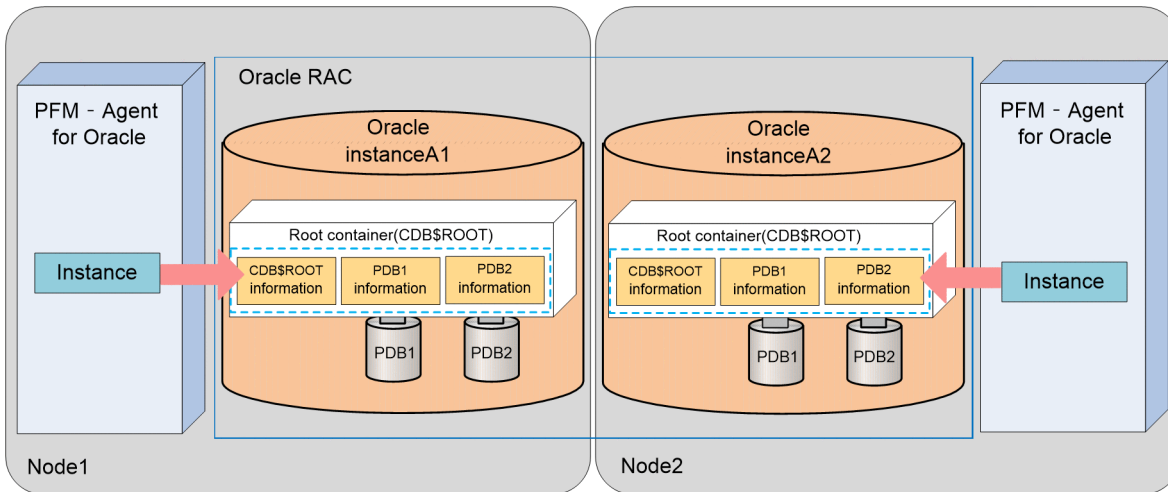 Oracle RAC
PFM - Agent
for Oracle
Instance
Oracle
instanceA1
Root container(CDB$ROOT)
CDB$ROOT
information
PDB1
information
PDB2
information
PDB1
PDB2
Node1
Oracle
instanceA2
Root container(CDB$ROOT)
CDB$ROOT
information
PDB1
information
PDB2
information
PDB1
PDB2
PFM - Agent
for Oracle
Instance
Node2